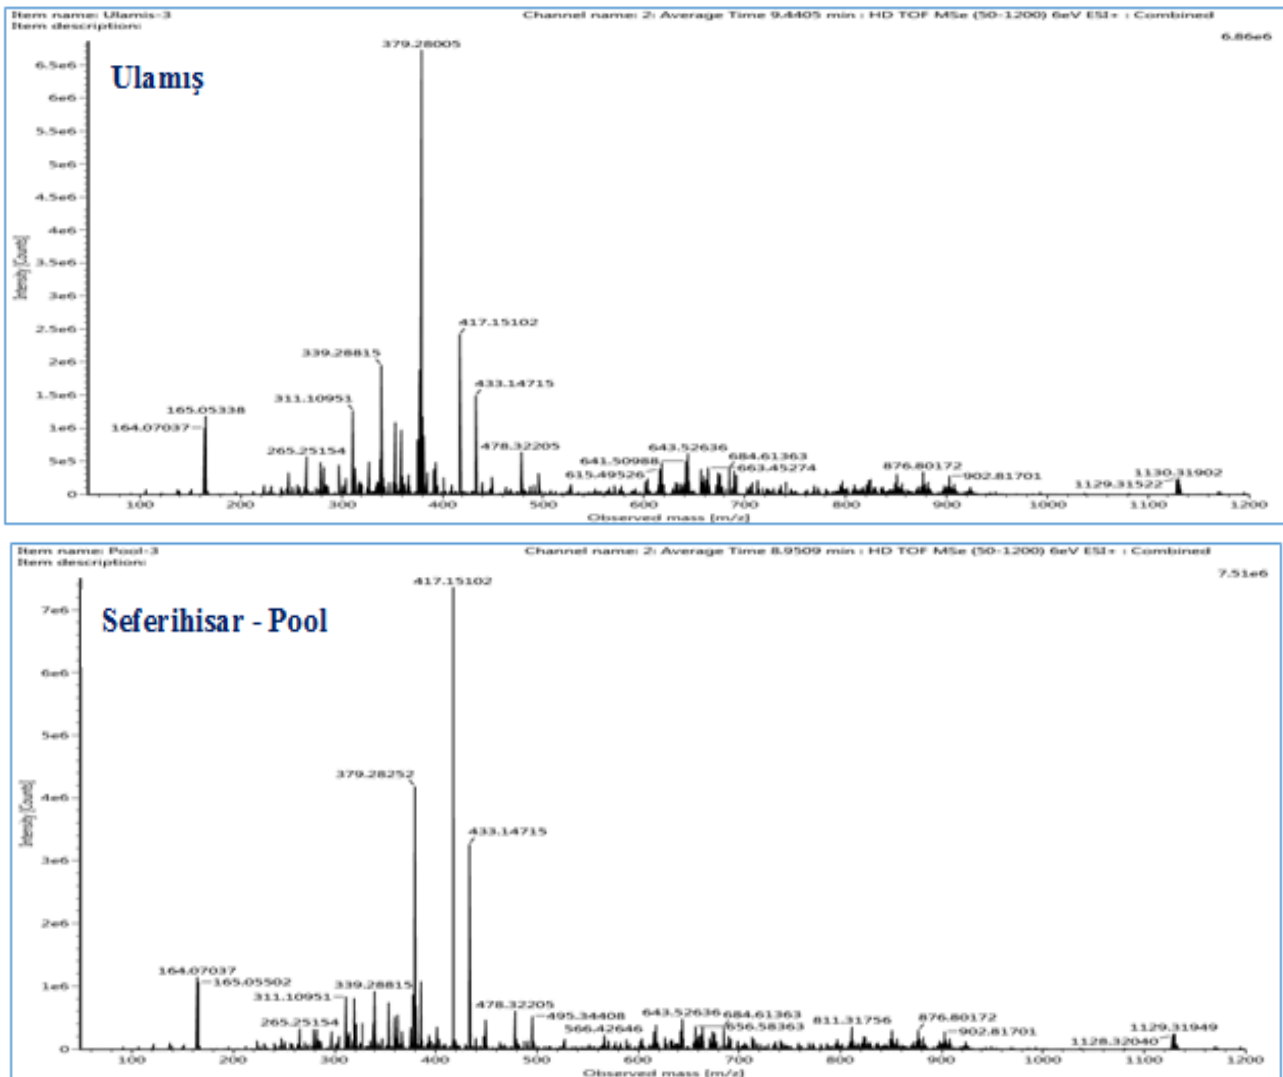 Item name: Ulamis-3 Channel name: 2: Average Time 9.4405 min : HD TOF MSe (50-1200) 6eV ESI+ : Combined
Item description:
6.86e6
Ulamış
379.28005
6.5e6
6e6
5.5e6
5e6
4.5e6
4e6
3.5e6
3e6
2.5e6
2e6
1.5e6
1e6
5e5
0
Intensity [Counts]
417.15102
339.28815
433.14715
311.10951
165.05338
164.07037
265.25154
478.32205
643.52636
641.50988
684.61363
615.49526
663.45274
876.80172
902.81701
1130.31902
1129.31522
100 200 300 400 500 600 700 800 900 1000 1100 1200
Observed mass [m/z]
Item name: Pool-3 Channel name: 2: Average Time 8.9509 min : HD TOF MSe (50-1200) 6eV ESI+ : Combined
Item description:
7.51e6
Seferihisar - Pool
417.15102
7e6
6e6
5e6
4e6
3e6
2e6
1e6
0
Intensity [Counts]
379.28252
433.14715
164.07037
165.05502
311.10951
339.28815
265.25154
478.32205
495.34408
566.42646
643.52636
684.61363
656.58363
811.31756
876.80172
902.81701
1129.31949
1128.32040
100 200 300 400 500 600 700 800 900 1000 1100 1200
Observed mass [m/z]